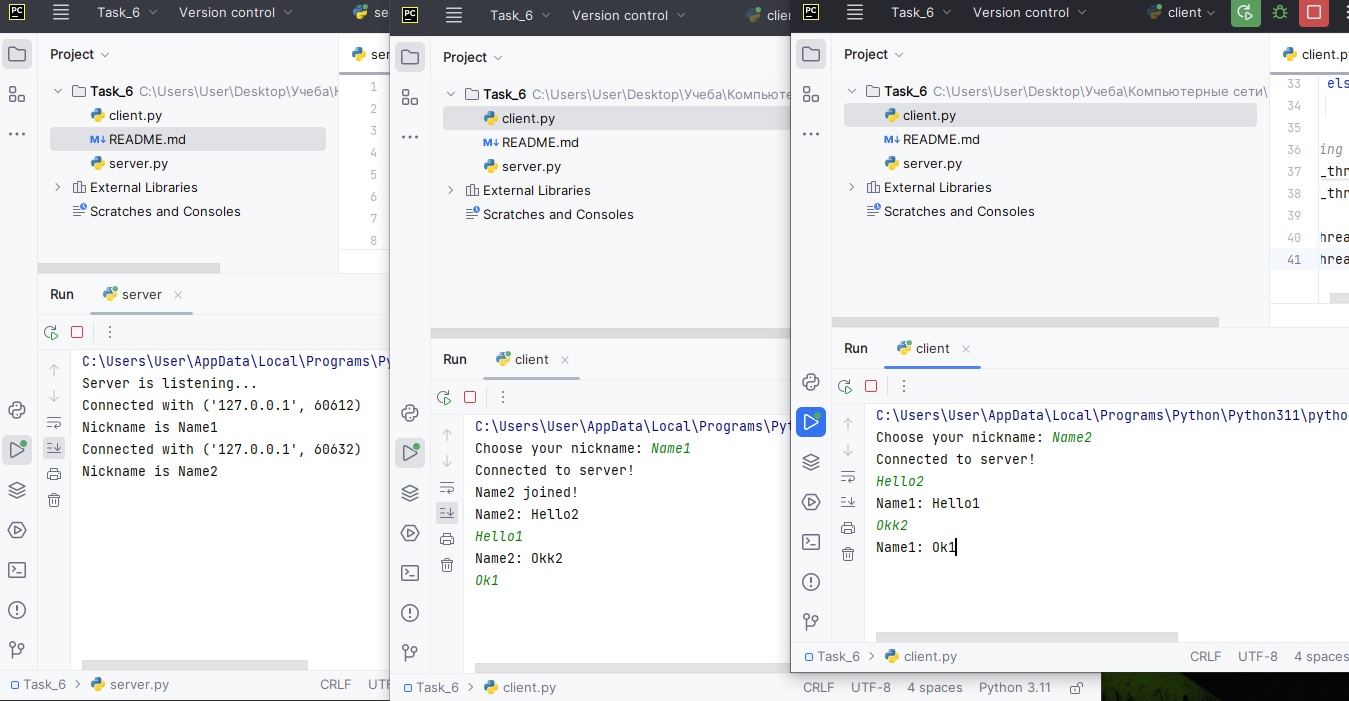 PC Task_6 Version control se
Project
Task_6 C:\Users\User\Desktop\Учеба\К
client.py
M↓ README.md
server.py
External Libraries
Scratches and Consoles
ser
1
2
3
4
5
6
7
8
Run server
C:\Users\User\AppData\Local\Programs\Py
Server is listening...
Connected with ('127.0.0.1', 60612)
Nickname is Name1
Connected with ('127.0.0.1', 60632)
Nickname is Name2
Task_6 > server.py CRLF UTF
PC Task_6 Version control clie
Project
Task_6 C:\Users\User\Desktop\Учеба\Компьюте
client.py
M↓ README.md
server.py
External Libraries
Scratches and Consoles
Run client
C:\Users\User\AppData\Local\Programs\Pyt
Choose your nickname: Name1
Connected to server!
Name2 joined!
Name2: Hello2
Hello1
Name2: Okk2
Ok1
Task_6 > client.py CRLF UTF-8 4 spaces Python 3.11
PC Task_6 Version control client
Project
Task_6 C:\Users\User\Desktop\Учеба\Компьютерные сети\
client.py
M↓ README.md
server.py
External Libraries
Scratches and Consoles
client.p
33 els
34
35
36 ing
37 _thr
38 _thr
39
40 hrea
41 hrea
Run client
C:\Users\User\AppData\Local\Programs\Python\Python311\pytho
Choose your nickname: Name2
Connected to server!
Hello2
Name1: Hello1
Okk2
Name1: Ok1
Task_6 > client.py CRLF UTF-8 4 spaces